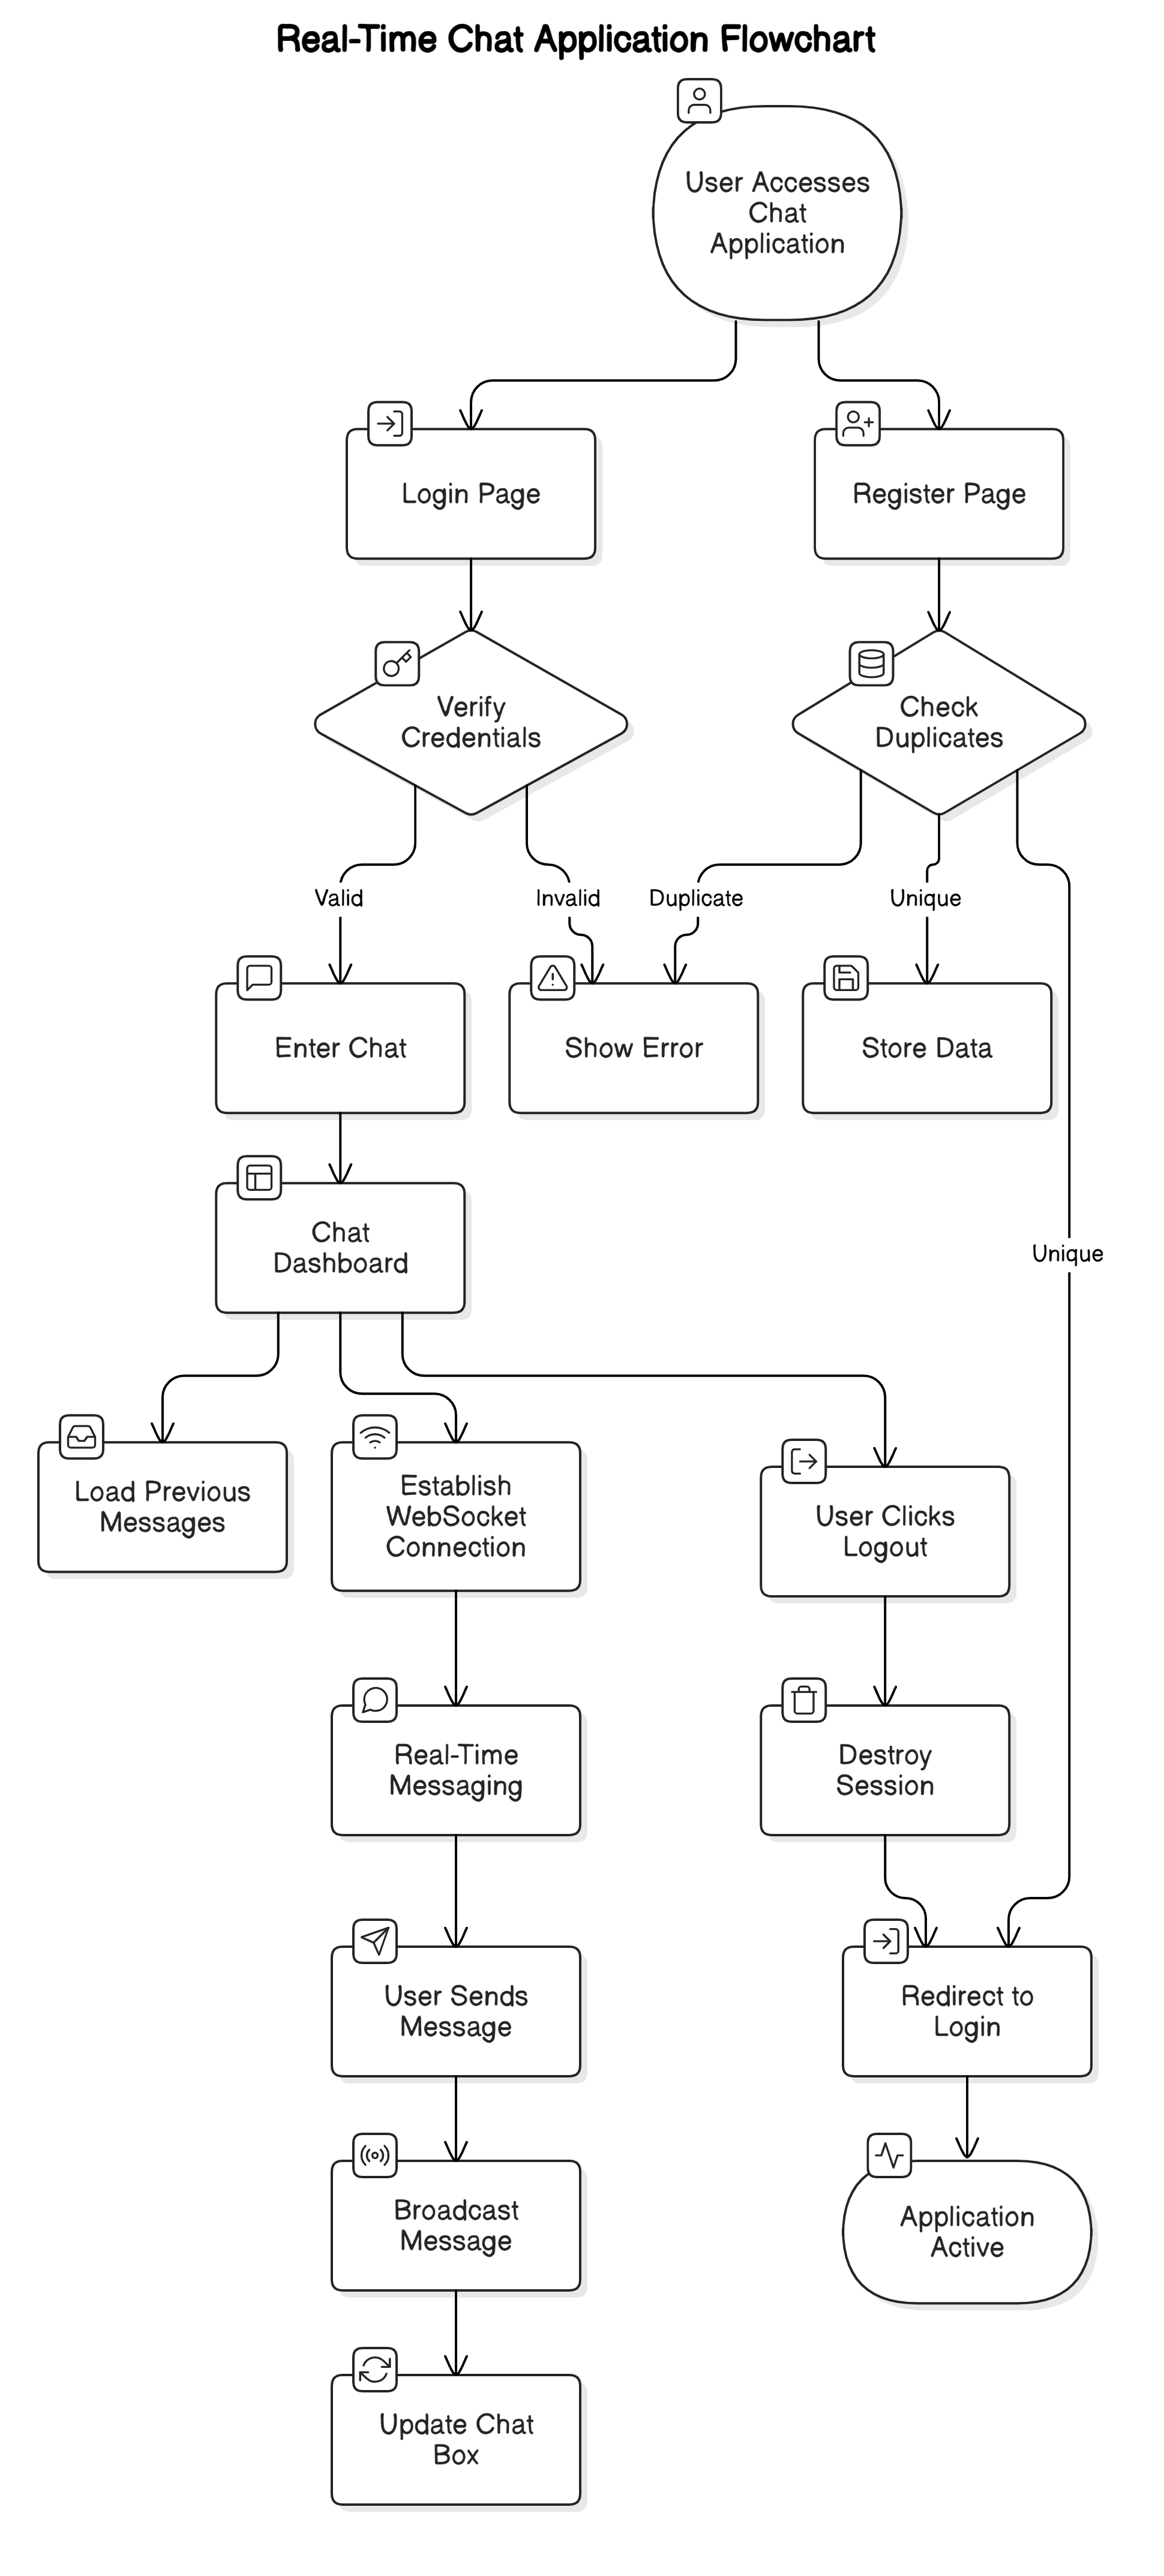 Real-Time Chat Application Flowchart
User Accesses
Chat
Application
Login Page
Register Page
Verify
Credentials
Check
Duplicates
Valid
Invalid
Duplicate
Unique
Enter Chat
Show Error
Store Data
Chat
Dashboard
Unique
Load Previous
Messages
Establish
WebSocket
Connection
User Clicks
Logout
Real-Time
Messaging
Destroy
Session
User Sends
Message
Redirect to
Login
Broadcast
Message
Application
Active
Update Chat
Box